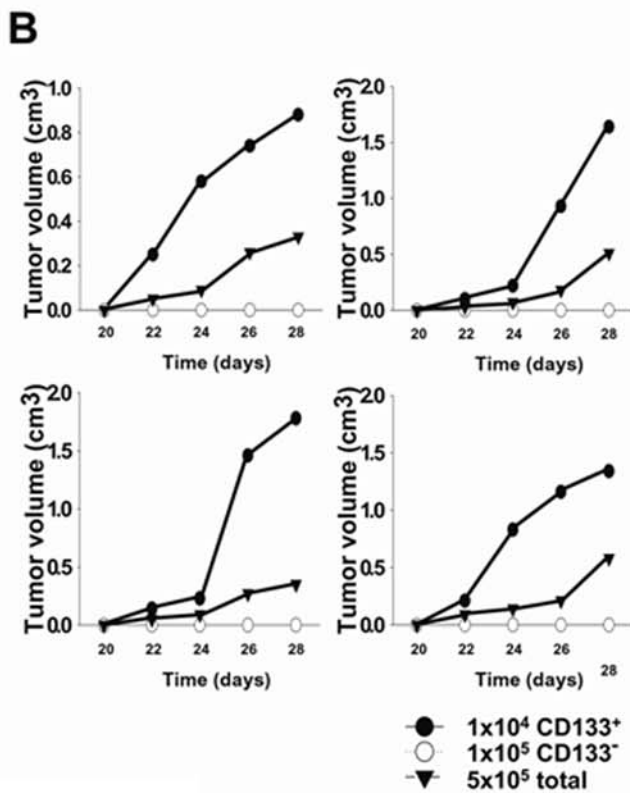 B
Tumor volume (cm3)
1.0
0.8
0.6
0.4
0.2
0.0
20 22 24 26 28
Time (days)
Tumor volume (cm3)
2.0
1.5
1.0
0.5
0.0
20 22 24 26 28
Time (days)
Tumor volume (cm3)
2.0
1.5
1.0
0.5
0.0
20 22 24 26 28
Time (days)
Tumor volume (cm3)
2.0
1.5
1.0
0.5
0.0
20 22 24 26 28
Time (days)
1x10⁴ CD133⁺
1x10⁵ CD133⁻
5x10⁵ total